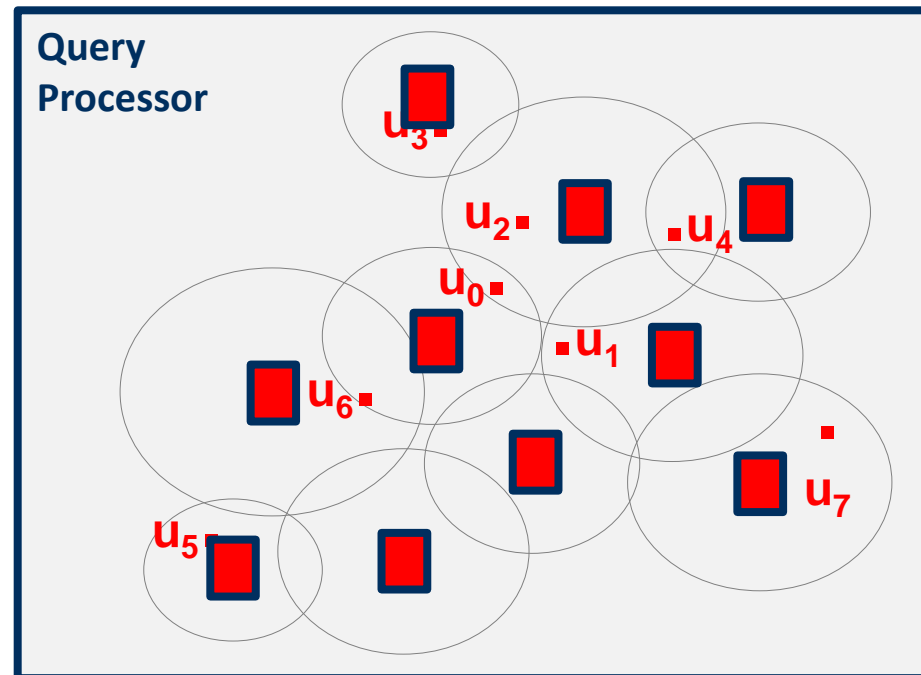 Query
Processor
u₃
u₂
u₄
u₀
u₁
u₆
u₇
u₅